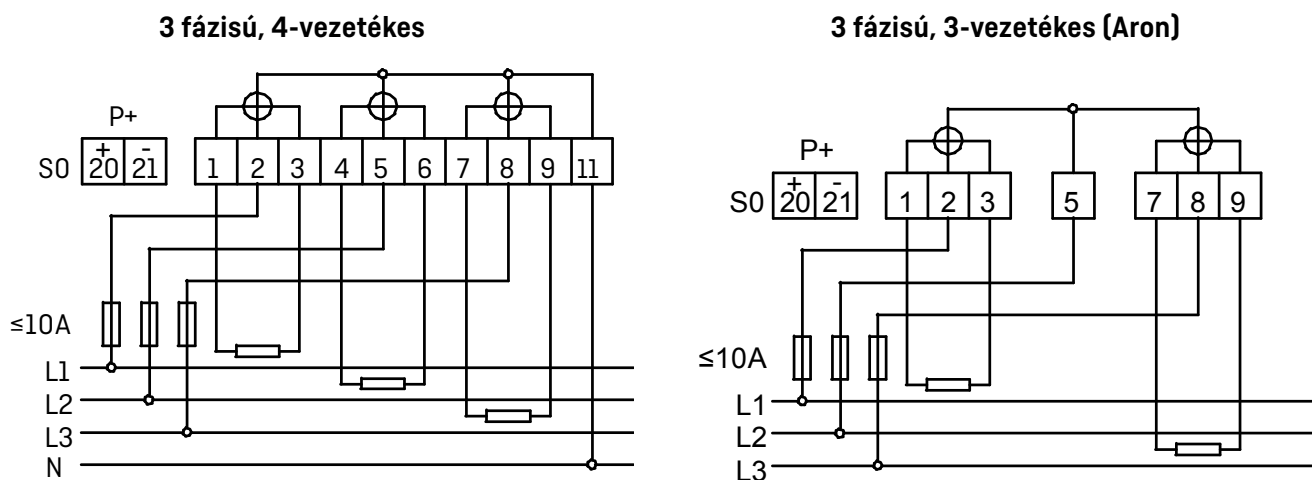 3 fázisú, 4-vezetékes
P+
S0 + 20 - 21 1 2 3 4 5 6 7 8 9 11
≤10A
L1
L2
L3
N
3 fázisú, 3-vezetékes (Aron)
P+
S0 + 20 - 21 1 2 3 5 7 8 9
≤10A
L1
L2
L3